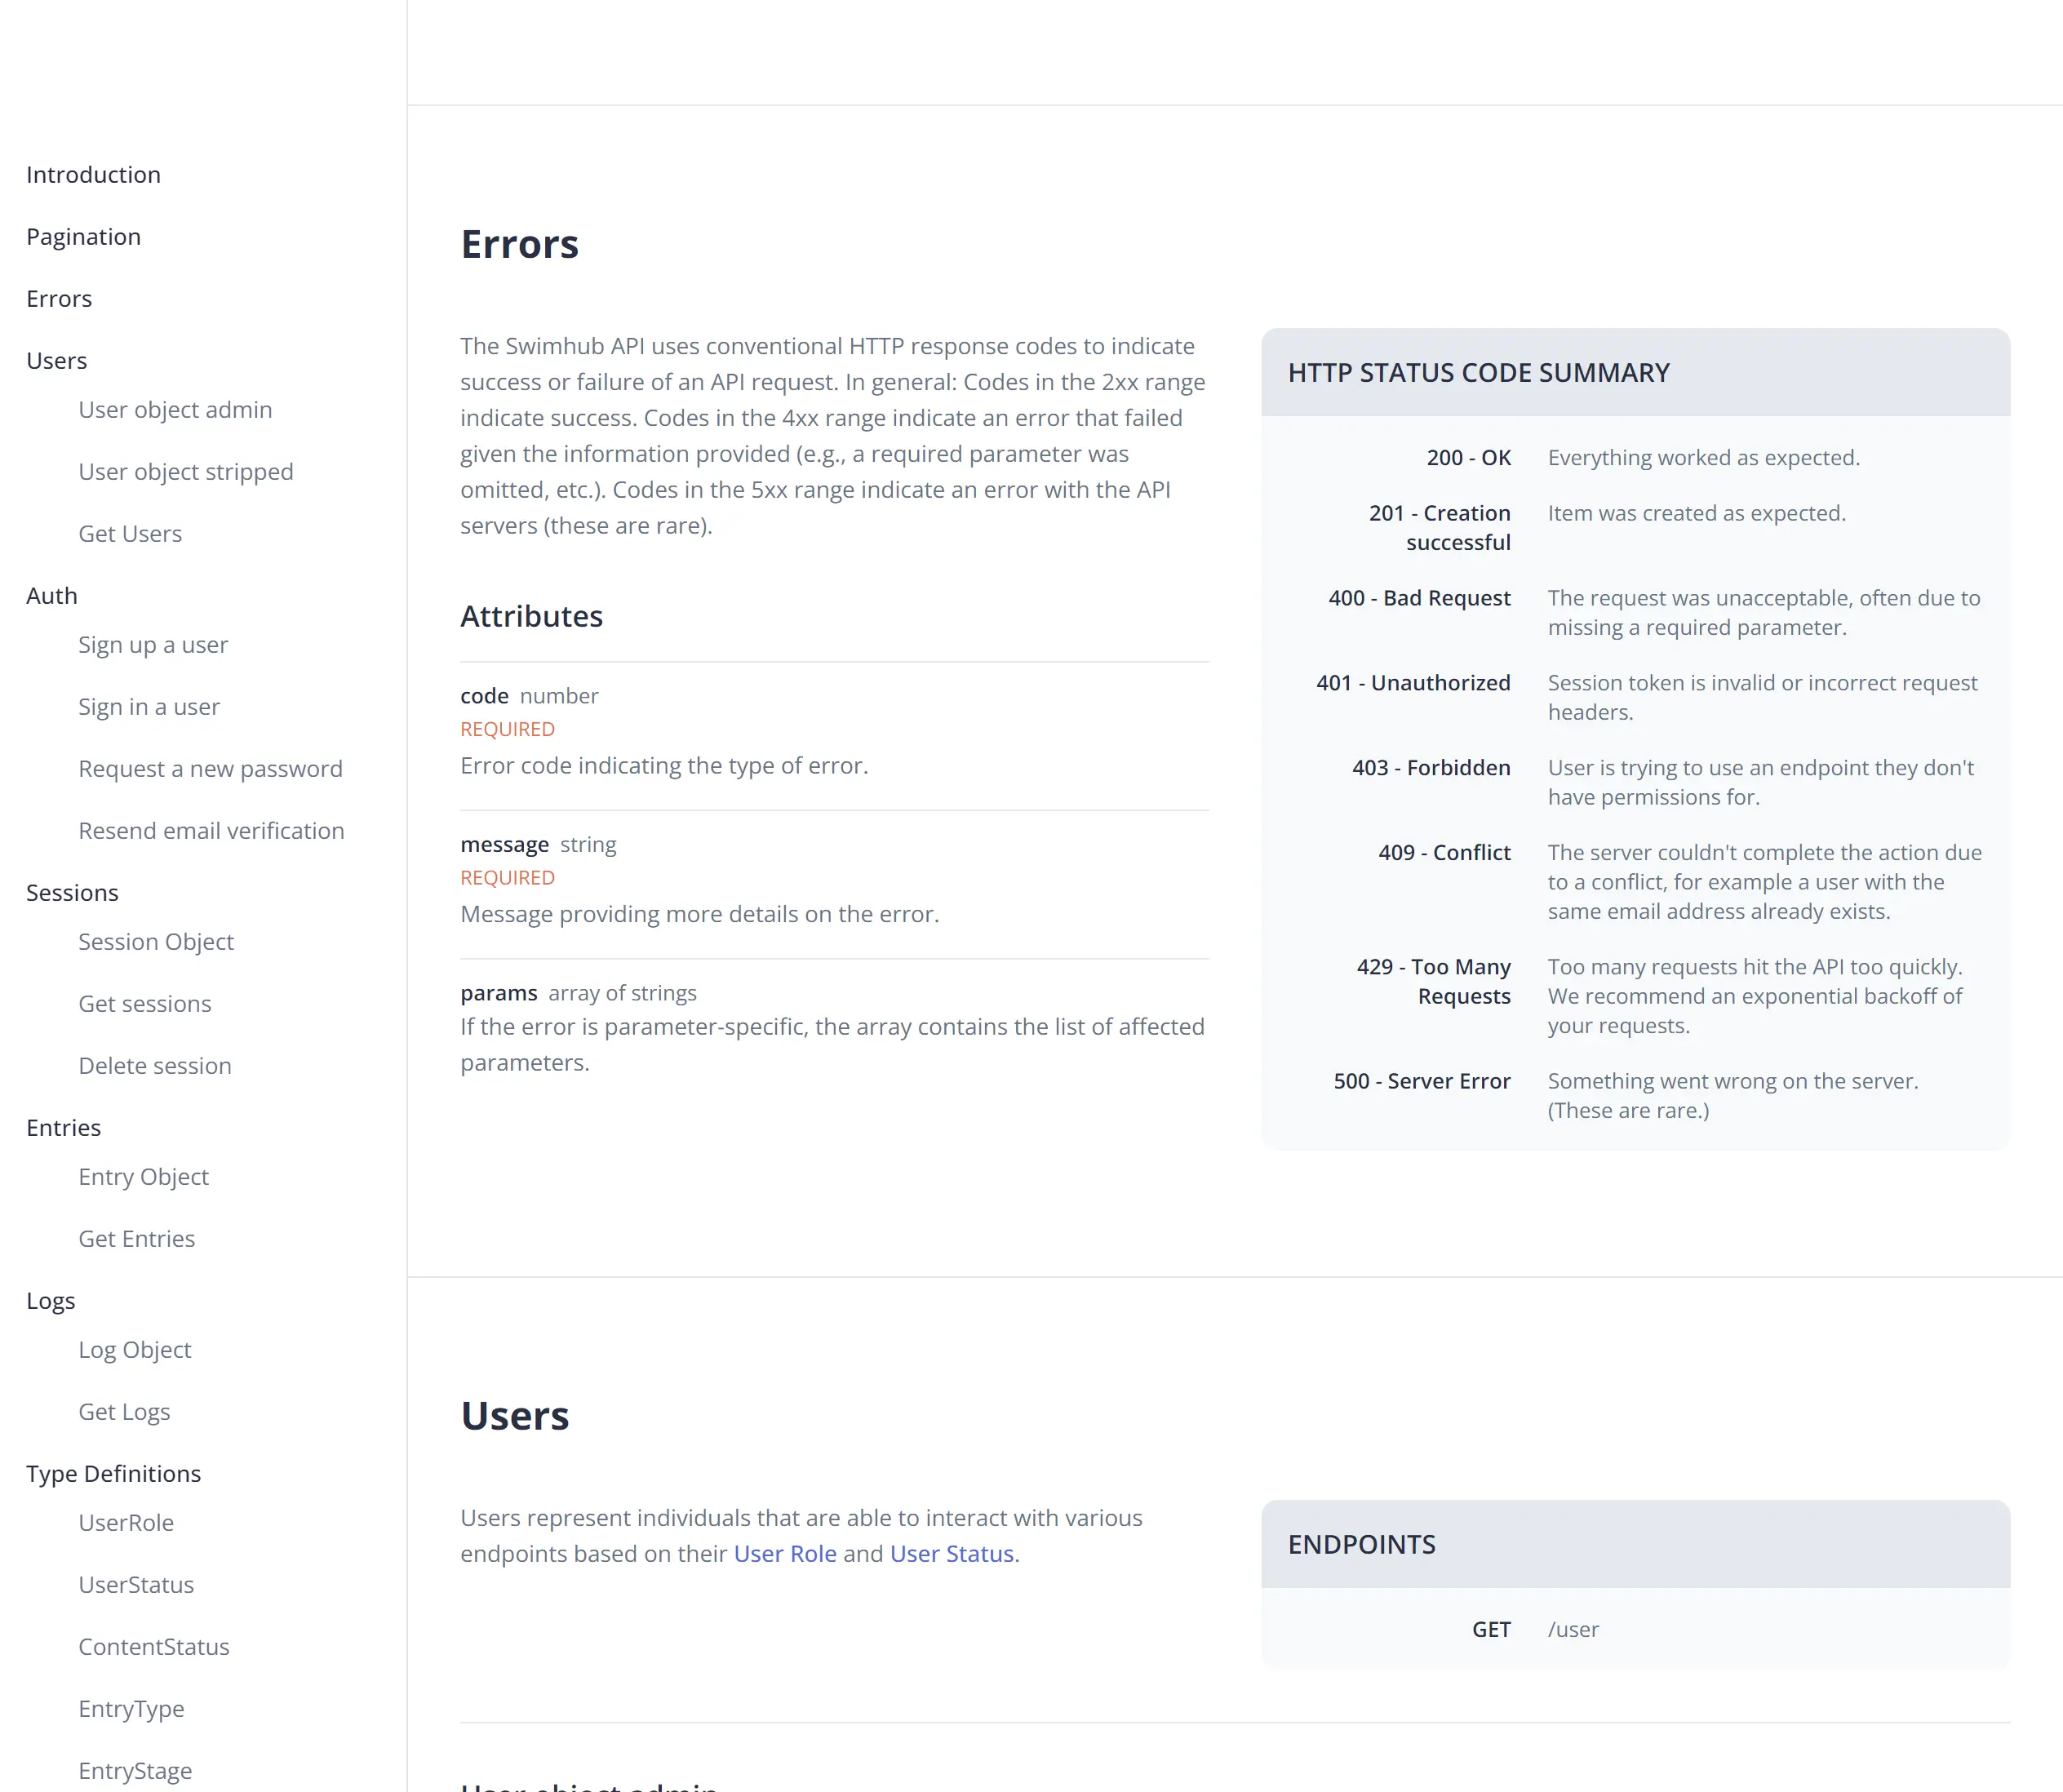 Introduction
Pagination
Errors
Users
User object admin
User object stripped
Get Users
Auth
Sign up a user
Sign in a user
Request a new password
Resend email verification
Sessions
Session Object
Get sessions
Delete session
Entries
Entry Object
Get Entries
Logs
Log Object
Get Logs
Type Definitions
UserRole
UserStatus
ContentStatus
EntryType
EntryStage
Errors
The Swimhub API uses conventional HTTP response codes to indicate
success or failure of an API request. In general: Codes in the 2xx range
indicate success. Codes in the 4xx range indicate an error that failed
given the information provided (e.g., a required parameter was
omitted, etc.). Codes in the 5xx range indicate an error with the API
servers (these are rare).
Attributes
code number
REQUIRED
Error code indicating the type of error.
message string
REQUIRED
Message providing more details on the error.
params array of strings
If the error is parameter-specific, the array contains the list of affected
parameters.
HTTP STATUS CODE SUMMARY
200 - OK Everything worked as expected.
201 - Creation Item was created as expected.
successful
400 - Bad Request The request was unacceptable, often due to
missing a required parameter.
401 - Unauthorized Session token is invalid or incorrect request
headers.
403 - Forbidden User is trying to use an endpoint they don't
have permissions for.
409 - Conflict The server couldn't complete the action due
to a conflict, for example a user with the
same email address already exists.
429 - Too Many Too many requests hit the API too quickly.
Requests We recommend an exponential backoff of
your requests.
500 - Server Error Something went wrong on the server.
(These are rare.)
Users
Users represent individuals that are able to interact with various
endpoints based on their User Role and User Status.
ENDPOINTS
GET /user
User object admin